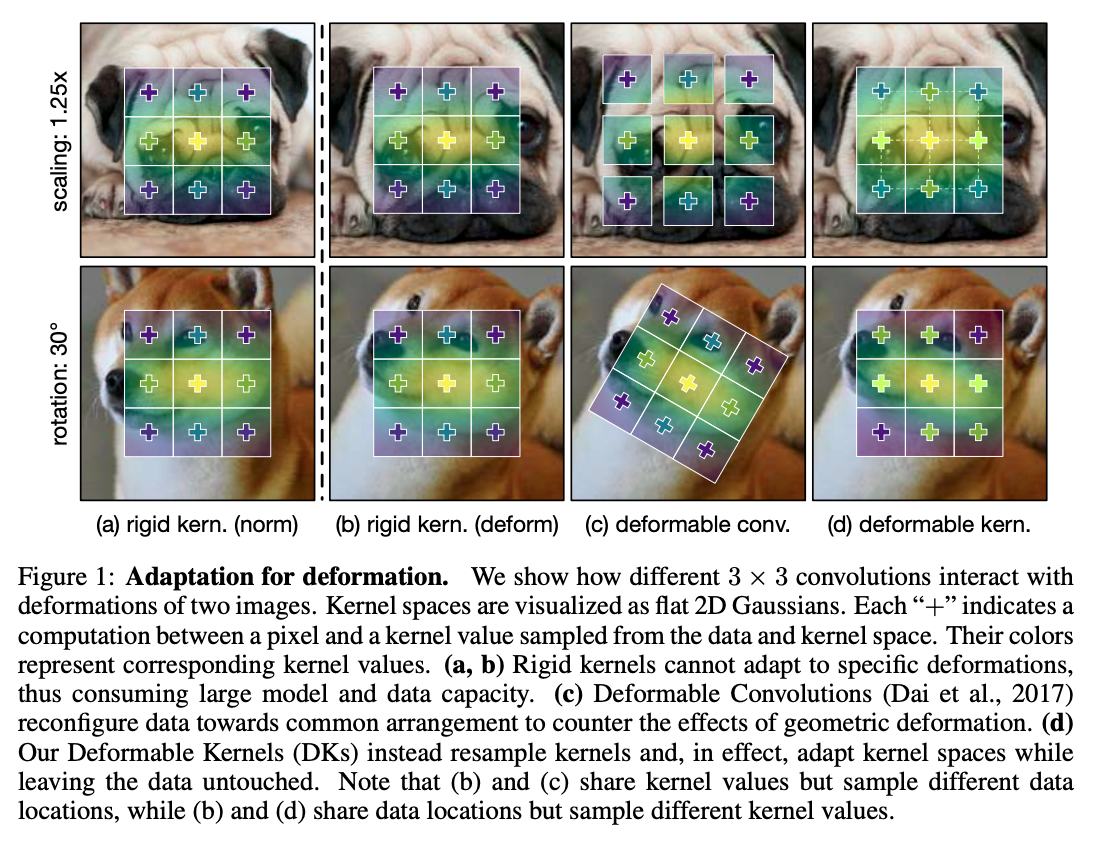 scaling: 1.25x
rotation: 30°
(a) rigid kern. (norm)
(b) rigid kern. (deform)
(c) deformable conv.
(d) deformable kern.
Figure 1: Adaptation for deformation. We show how different 3 × 3 convolutions interact with
deformations of two images. Kernel spaces are visualized as flat 2D Gaussians. Each “+” indicates a
computation between a pixel and a kernel value sampled from the data and kernel space. Their colors
represent corresponding kernel values. (a, b) Rigid kernels cannot adapt to specific deformations,
thus consuming large model and data capacity. (c) Deformable Convolutions (Dai et al., 2017)
reconfigure data towards common arrangement to counter the effects of geometric deformation. (d)
Our Deformable Kernels (DKs) instead resample kernels and, in effect, adapt kernel spaces while
leaving the data untouched. Note that (b) and (c) share kernel values but sample different data
locations, while (b) and (d) share data locations but sample different kernel values.